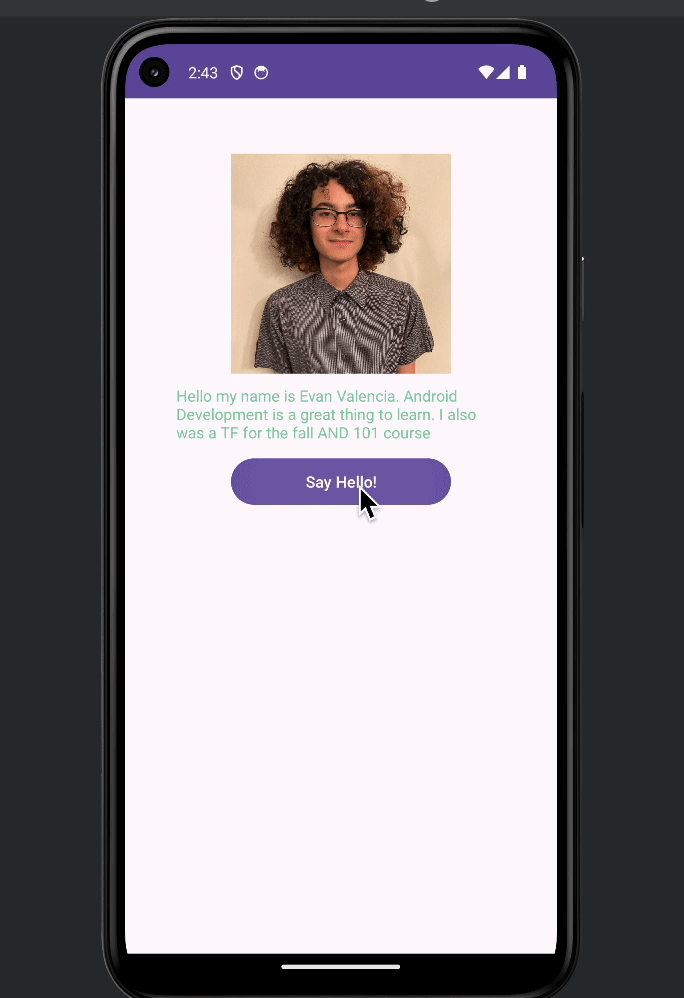 2:43
Hello my name is Evan Valencia. Android
Development is a great thing to learn. I also
was a TF for the fall AND 101 course
Say Hello!